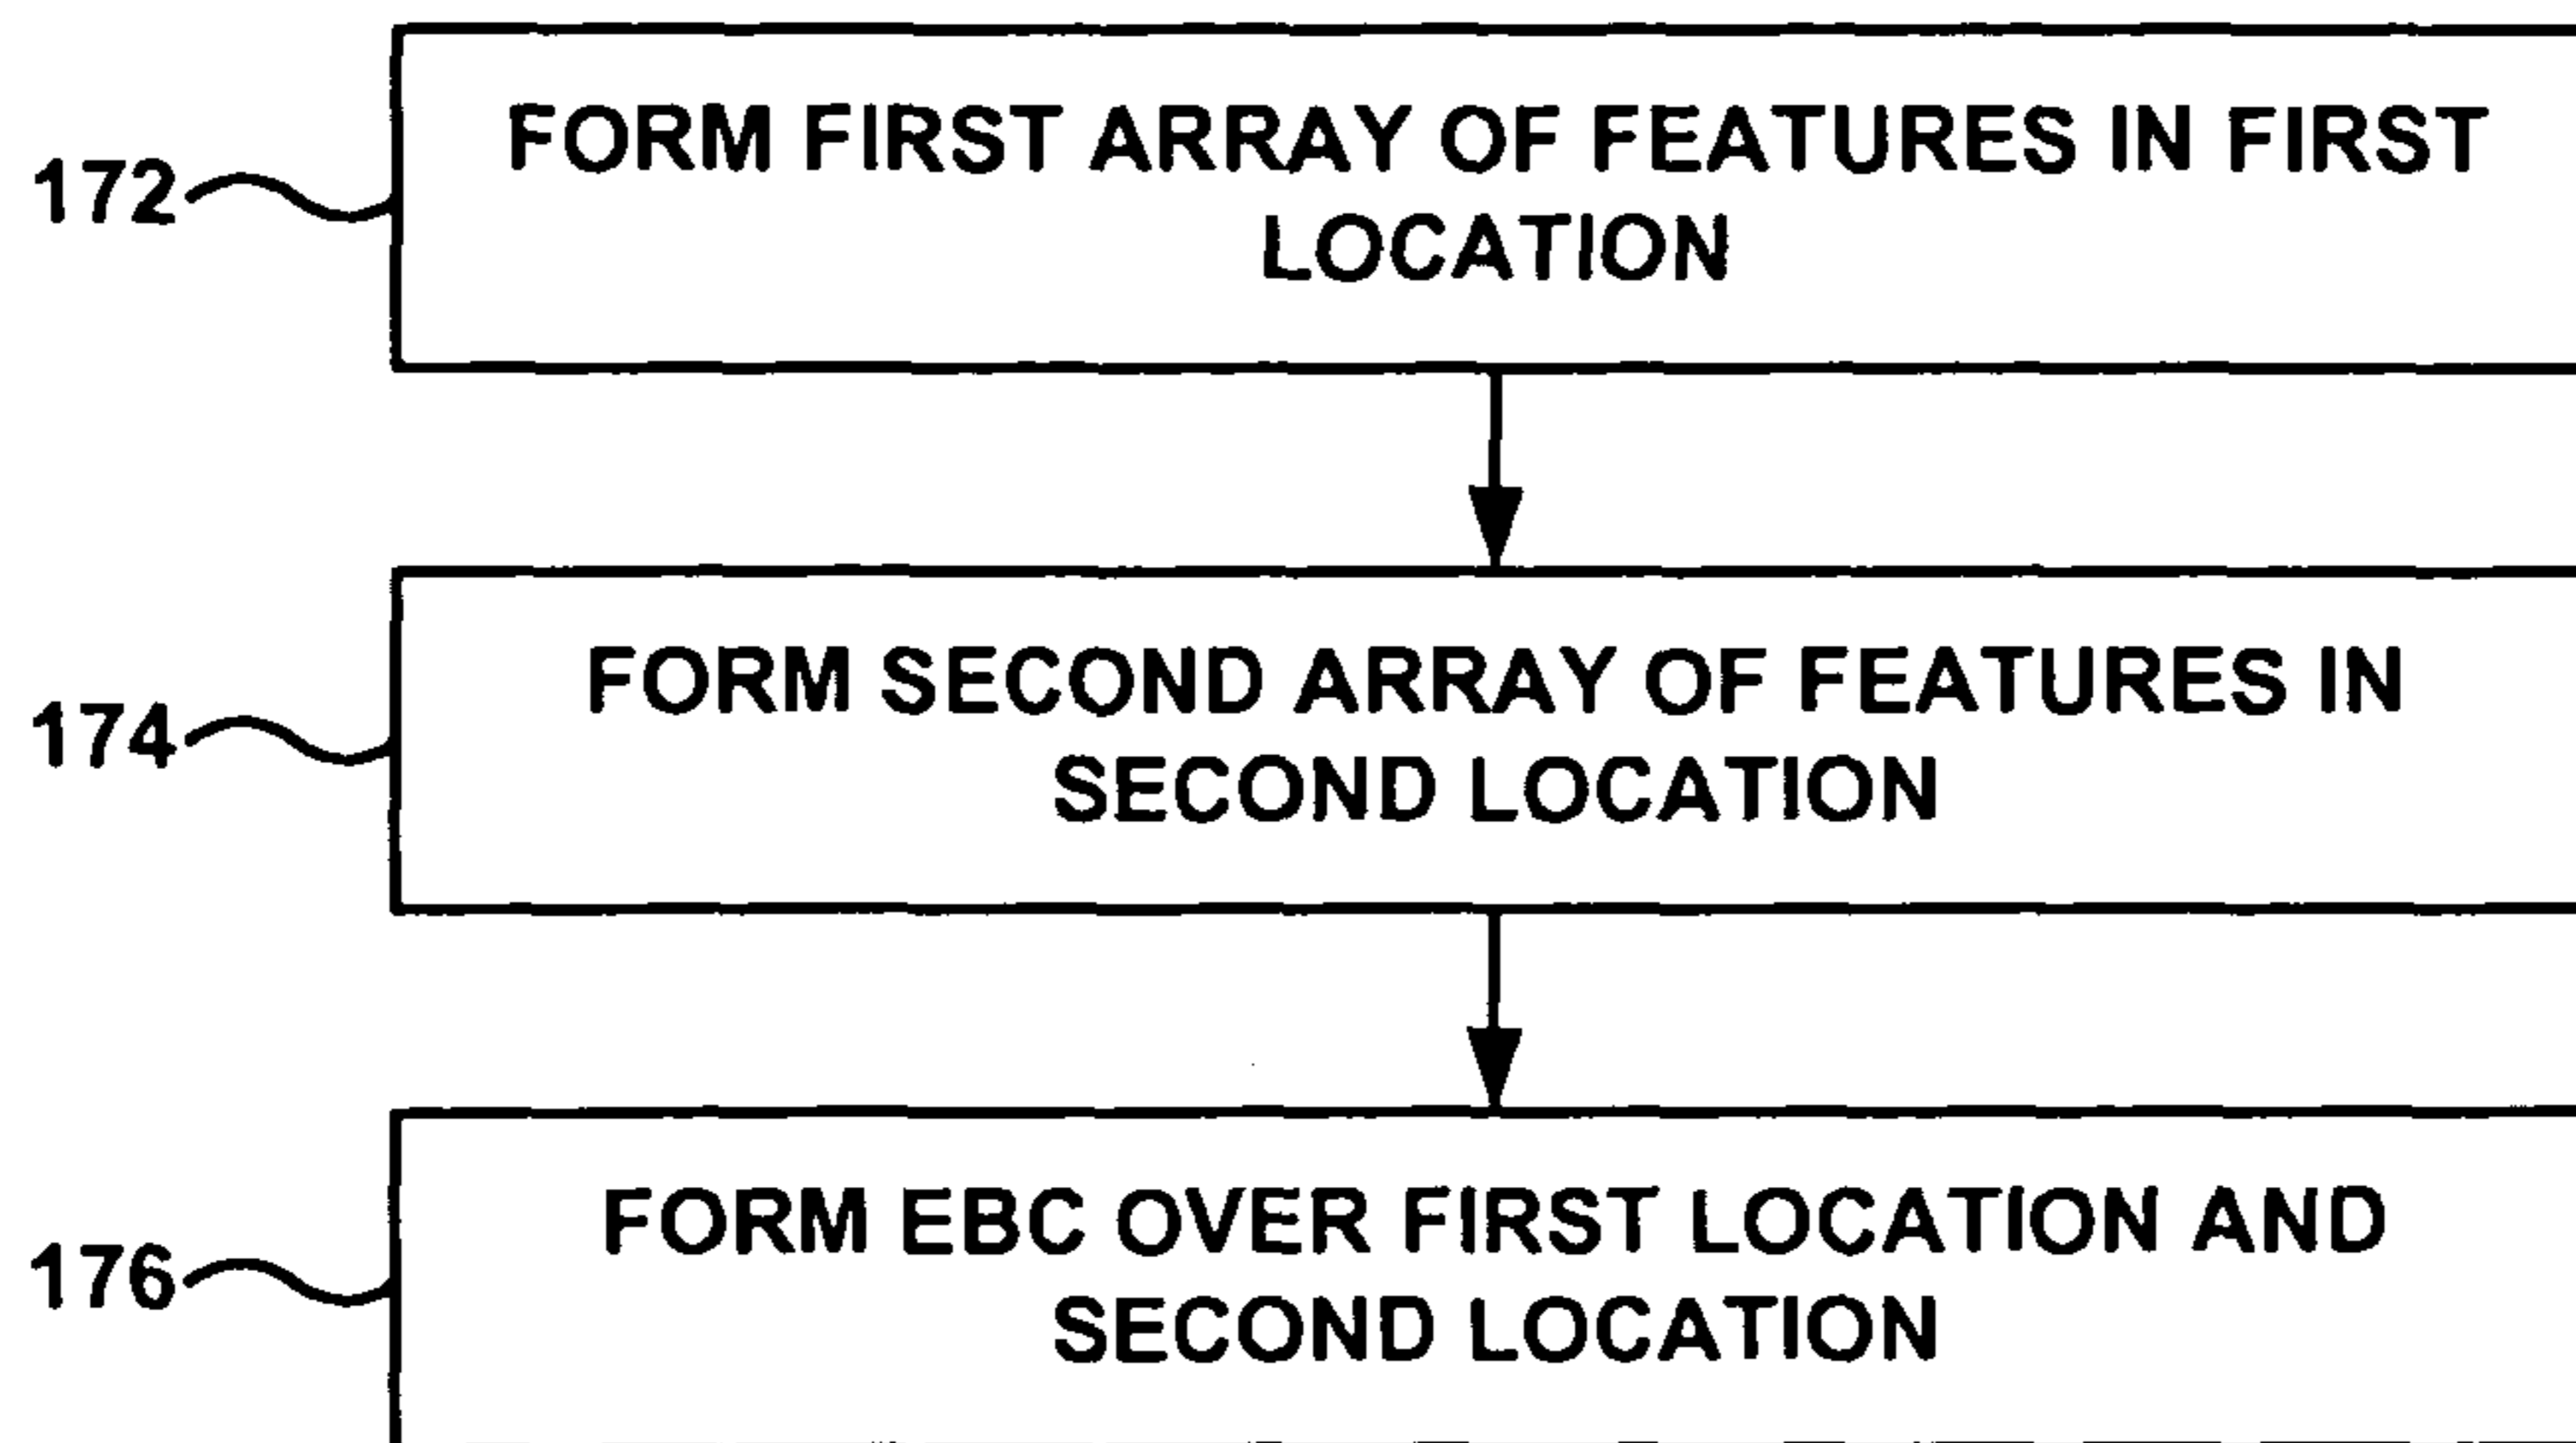 172
FORM FIRST ARRAY OF FEATURES IN FIRST
LOCATION
174
FORM SECOND ARRAY OF FEATURES IN
SECOND LOCATION
176
FORM EBC OVER FIRST LOCATION AND
SECOND LOCATION